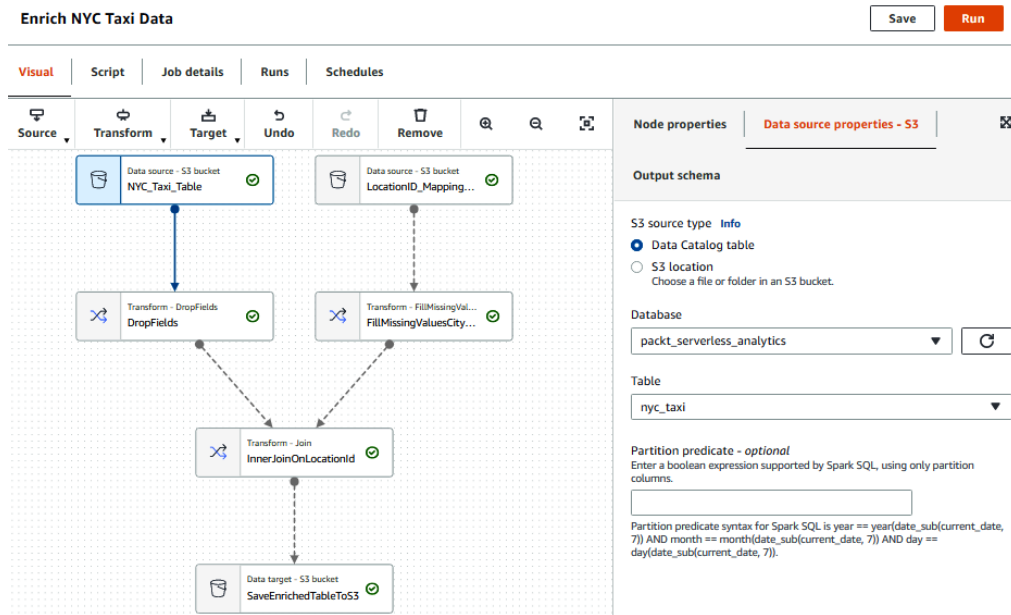 Enrich NYC Taxi Data
Save
Run
Visual
Script
Job details
Runs
Schedules
Source
Transform
Target
Undo
Redo
Remove
Data source - S3 bucket
NYC_Taxi_Table
Data source - S3 bucket
LocationID_Mapping...
Transform - DropFields
DropFields
Transform - FillMissingVal...
FillMissingValuesCity...
Transform - Join
InnerJoinOnLocationId
Data target - S3 bucket
SaveEnrichedTableToS3
Node properties
Data source properties - S3
Output schema
S3 source type Info
Data Catalog table
S3 location
Choose a file or folder in an S3 bucket.
Database
packt_serverless_analytics
Table
nyc_taxi
Partition predicate - optional
Enter a boolean expression supported by Spark SQL, using only partition
columns.
Partition predicate syntax for Spark SQL is year == year(date_sub(current_date,
7)) AND month == month(date_sub(current_date, 7)) AND day ==
day(date_sub(current_date, 7)).